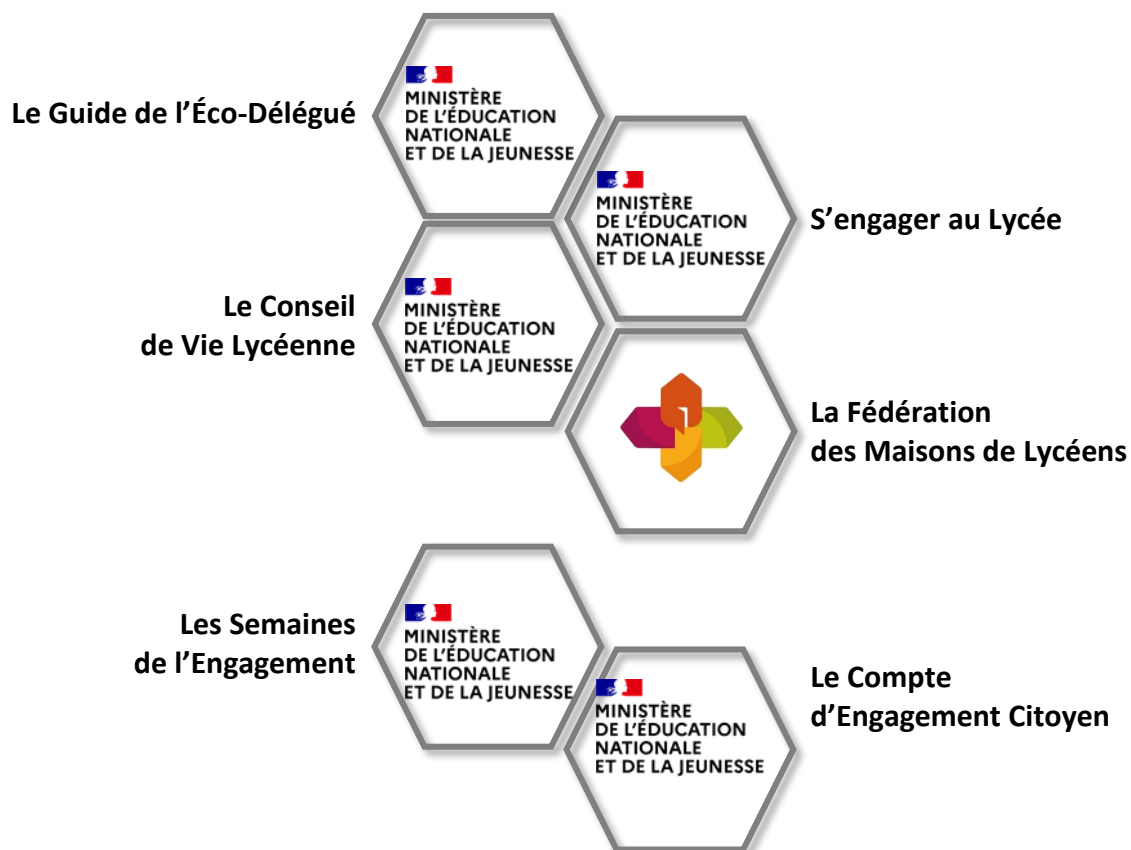 Le Guide de l’Éco-Délégué
MINISTÈRE
DE L’ÉDUCATION
NATIONALE
ET DE LA JEUNESSE
MINISTÈRE
DE L’ÉDUCATION
NATIONALE
ET DE LA JEUNESSE
S’engager au Lycée
Le Conseil
de Vie Lycéenne
MINISTÈRE
DE L’ÉDUCATION
NATIONALE
ET DE LA JEUNESSE
La Fédération
des Maisons de Lycéens
Les Semaines
de l’Engagement
MINISTÈRE
DE L’ÉDUCATION
NATIONALE
ET DE LA JEUNESSE
MINISTÈRE
DE L’ÉDUCATION
NATIONALE
ET DE LA JEUNESSE
Le Compte
d’Engagement Citoyen